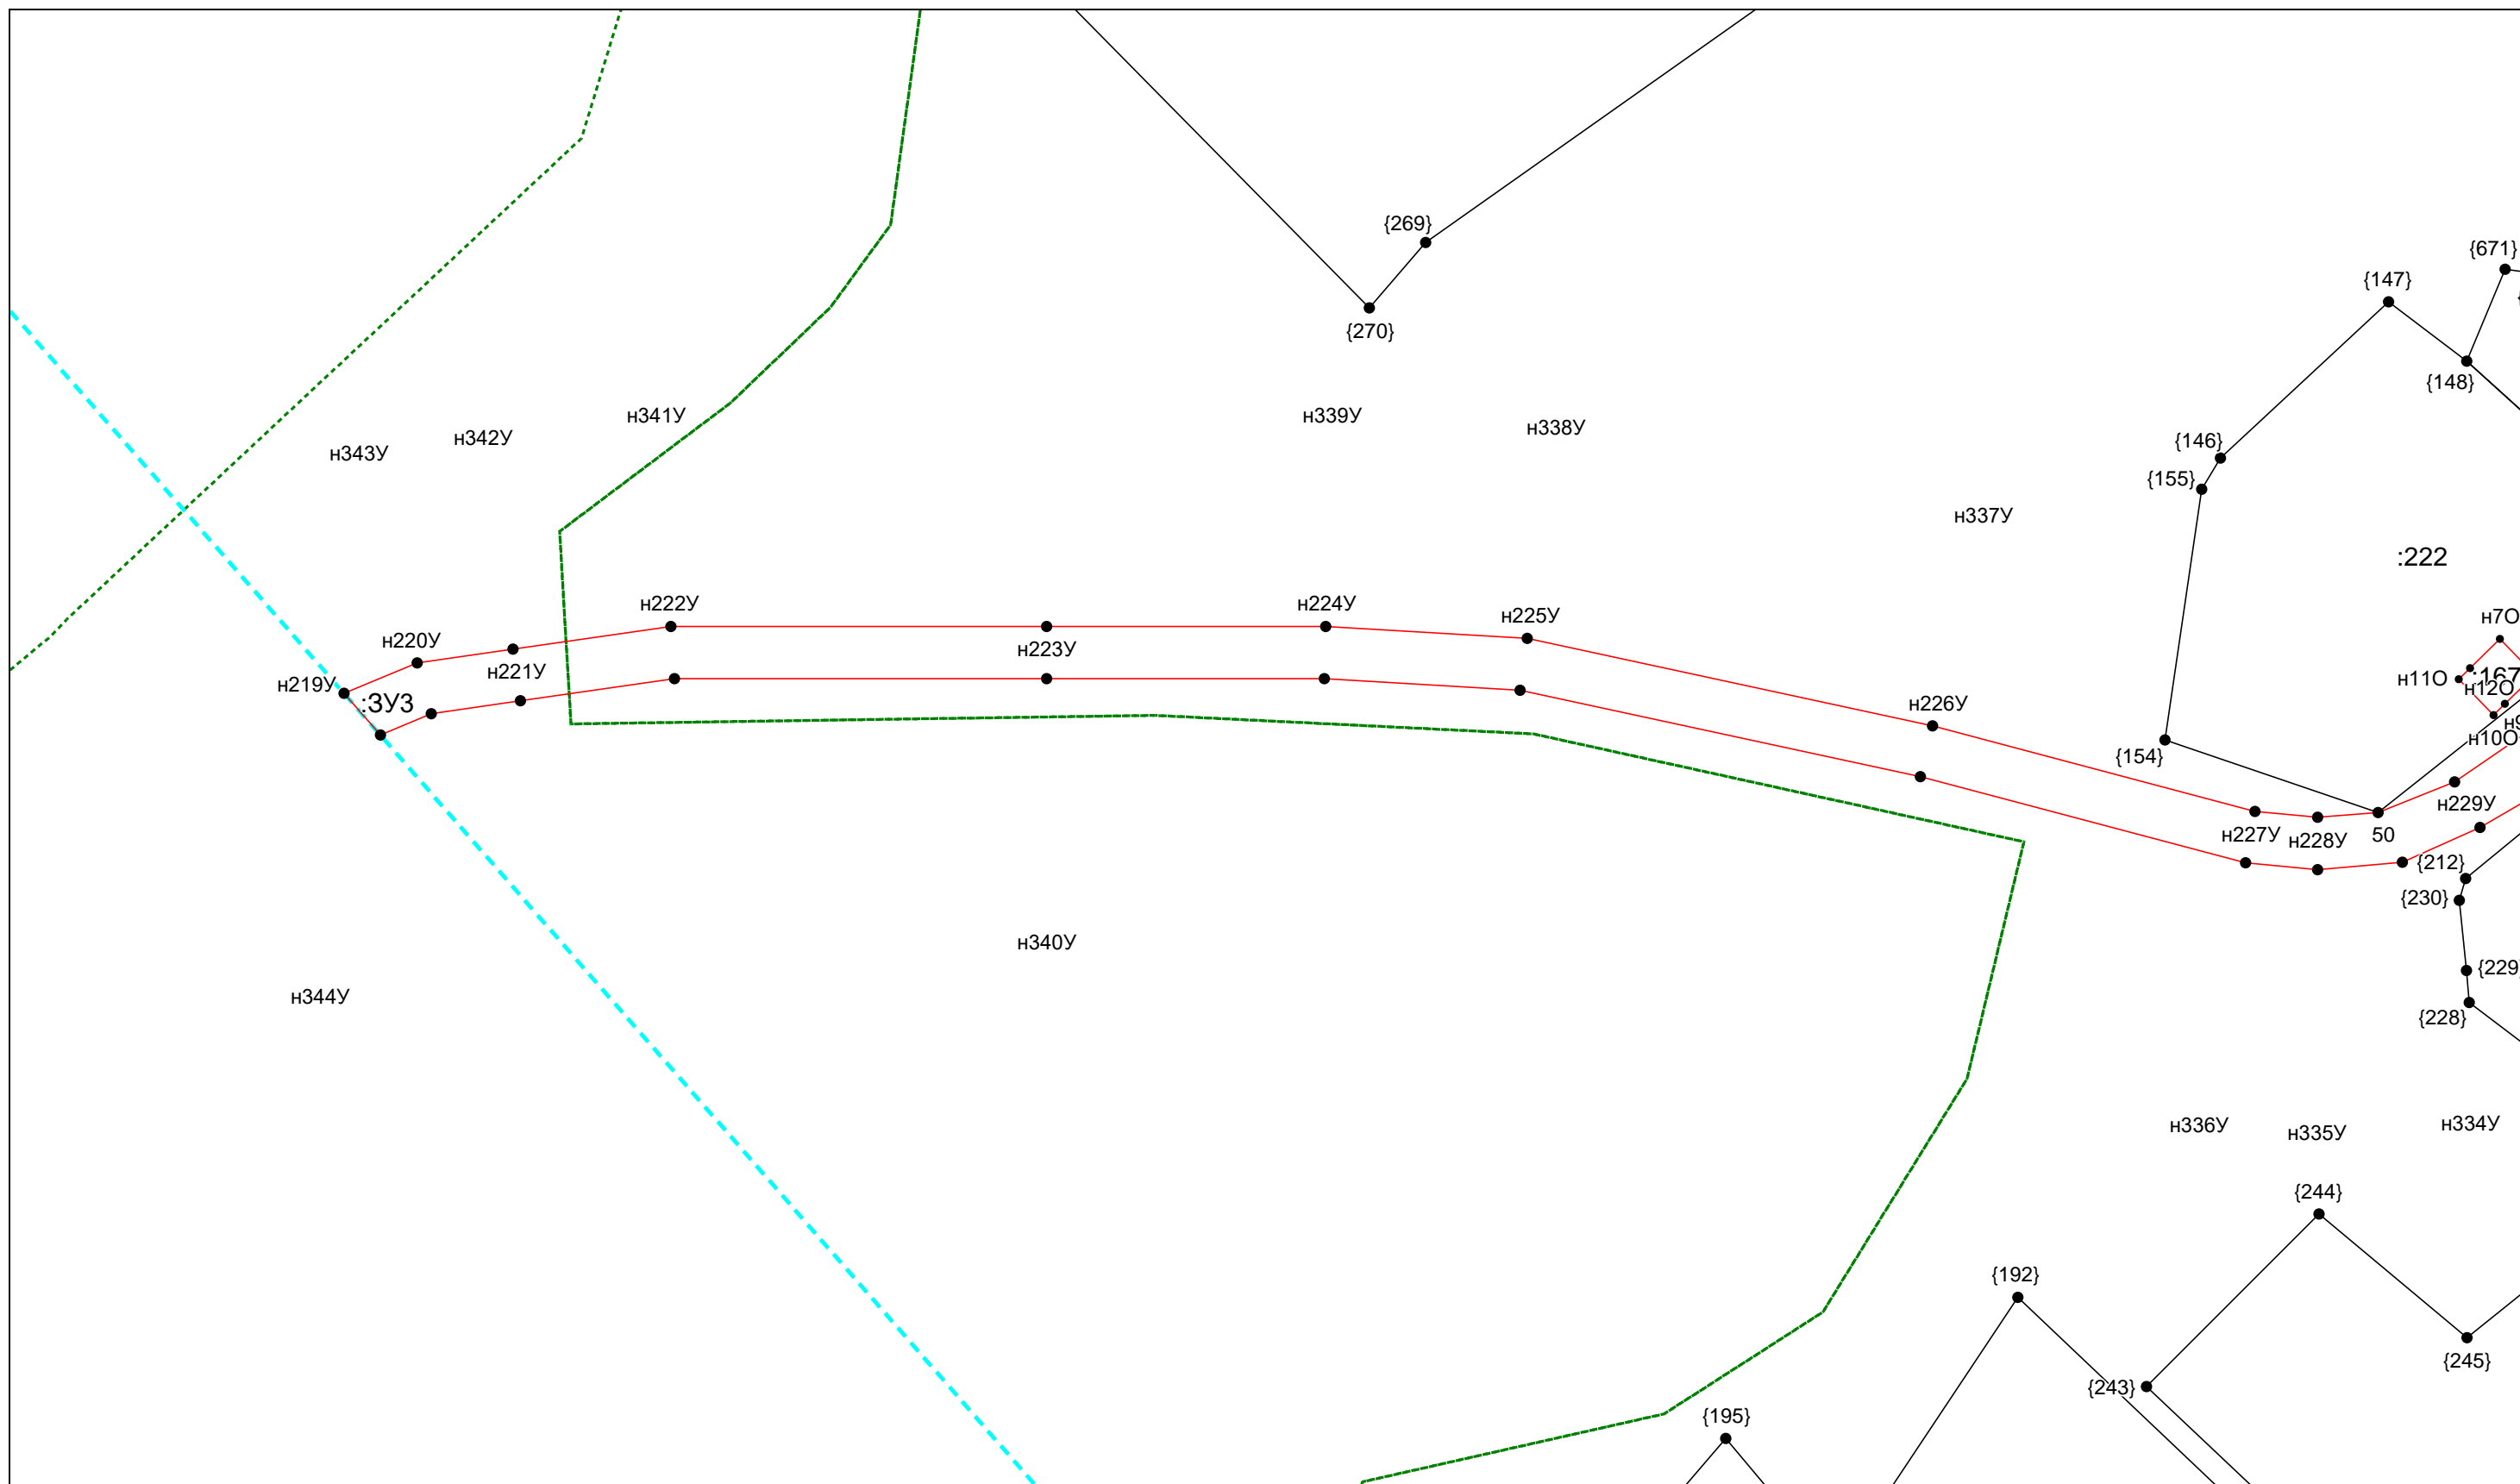 {269}
{671}
{147}
{270}
{148}
н341У
н339У
н338У
н342У
{146}
н343У
{155}
н337У
:222
н222У
н224У
н225У
н7О
н220У
н223У
н221У
:167
н11О
н219У
н12О
:ЗУ3
н226У
н10О
{154}
н229У
н227У
н228У
50
{212}
{230}
н340У
{229}
н344У
{228}
н336У
н335У
н334У
{244}
{192}
{245}
{243}
{195}